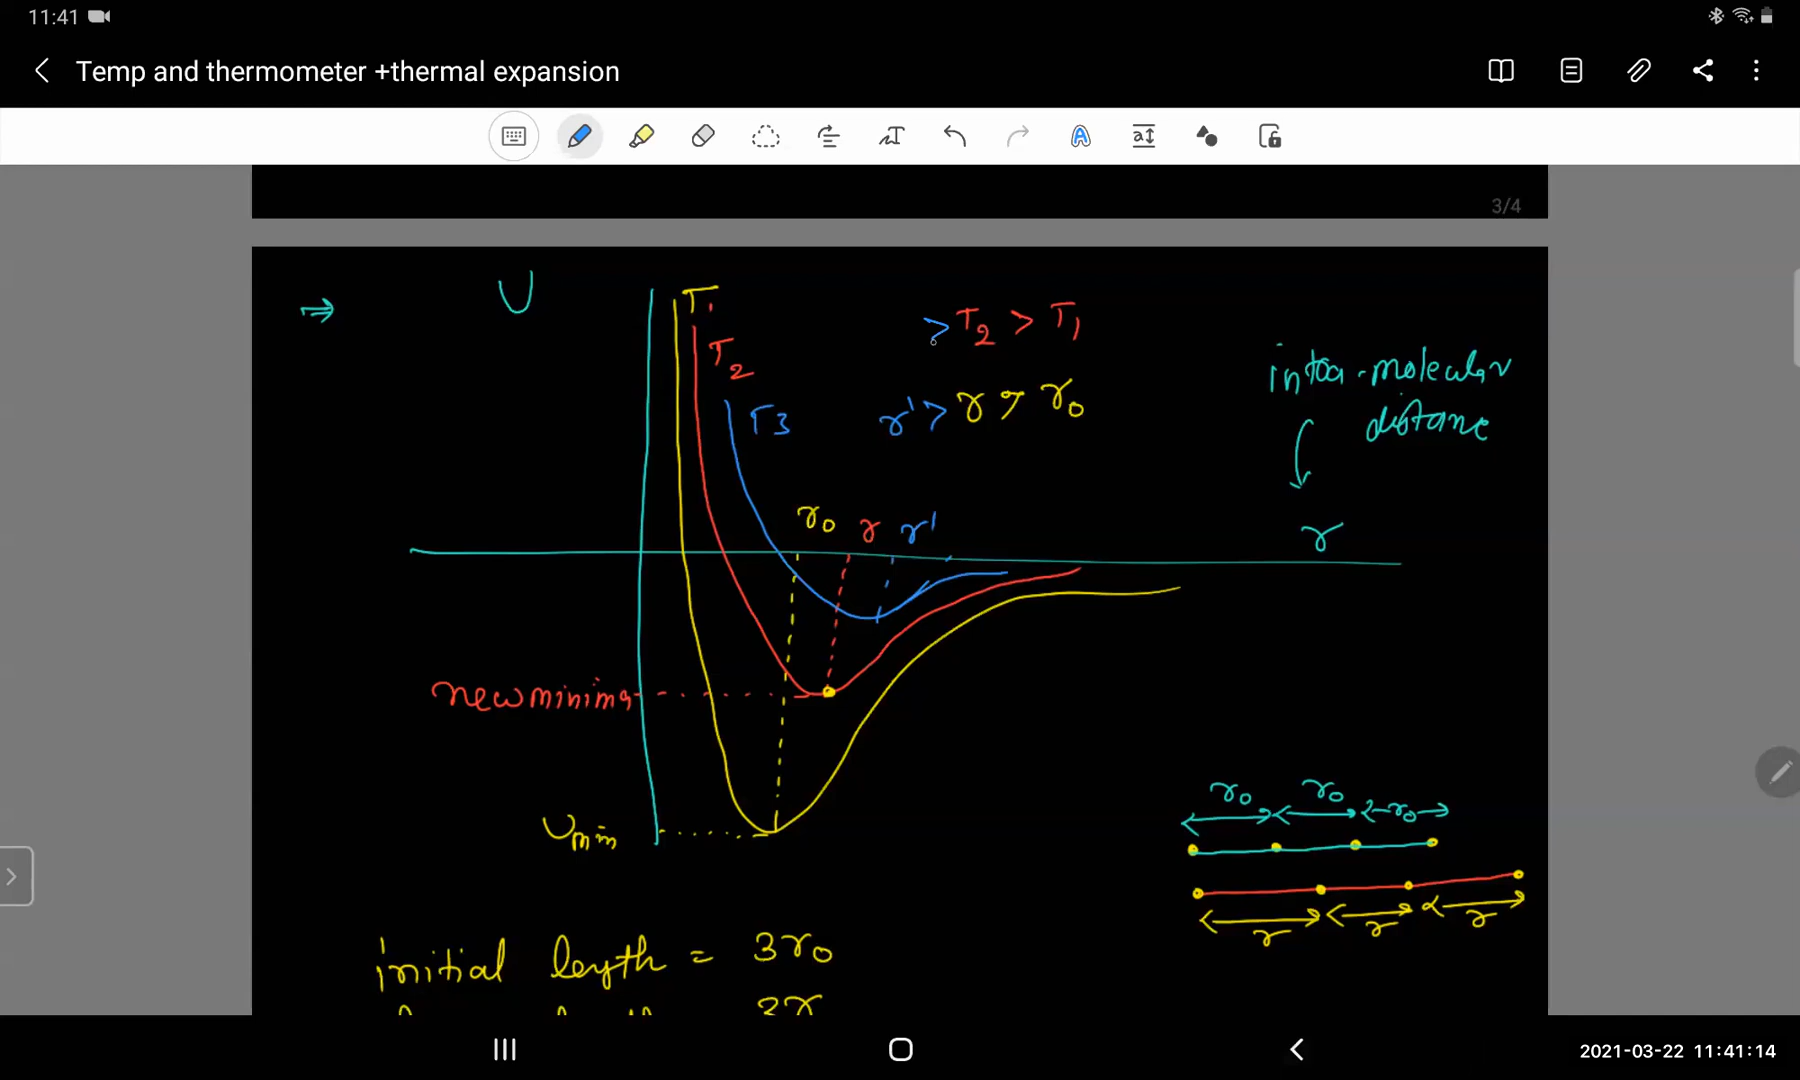 11:41
Temp and thermometer +thermal expansion
3/4
U
T1
T2
T3
> T2 > T1
r' > r > r0
intra-molecular
distance
r
r0 r r'
new minima
Umin
r0 r0 r0
r r r
initial length = 3r0
3r
2021-03-22 11:41:14